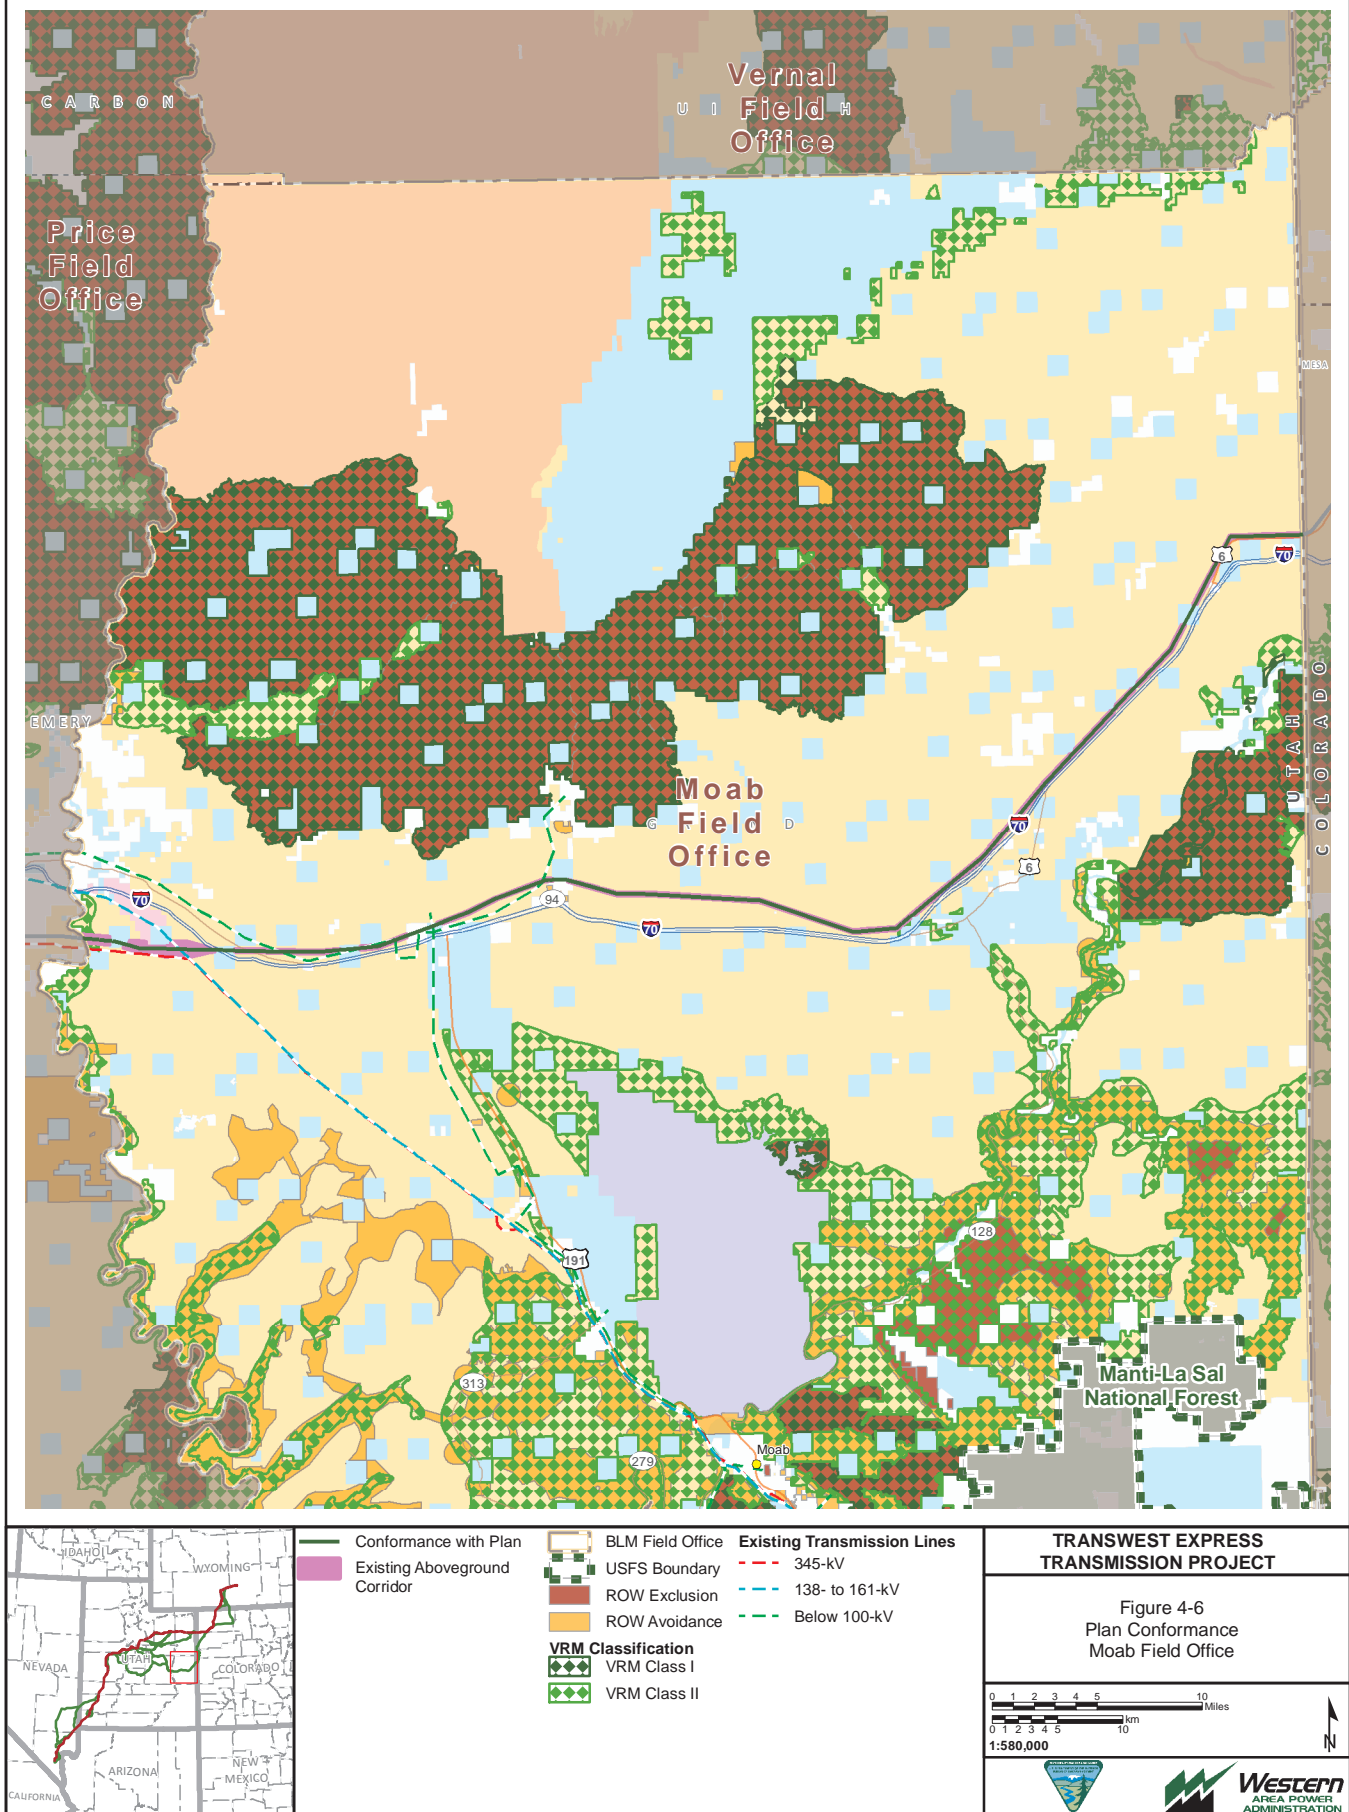 CARBON
Vernal
Field
Office
U I H
Price
Field
Office
MESA
6
70
EMERY
UTAH
COLORADO
Moab
Field
Office
G N D
70
6
70
94
70
128
191
Manti-La Sal
National Forest
313
279
Moab
IDAHO
WYOMING
NEVADA
UTAH
COLORADO
ARIZONA
NEW
MEXICO
CALIFORNIA
Conformance with Plan
Existing Aboveground
Corridor
BLM Field Office
USFS Boundary
ROW Exclusion
ROW Avoidance
VRM Classification
VRM Class I
VRM Class II
Existing Transmission Lines
345-kV
138- to 161-kV
Below 100-kV
TRANSWEST EXPRESS
TRANSMISSION PROJECT
Figure 4-6
Plan Conformance
Moab Field Office
0 1 2 3 4 5 10
Miles
km
0 1 2 3 4 5 10
1:580,000
N
Western
AREA POWER
ADMINISTRATION